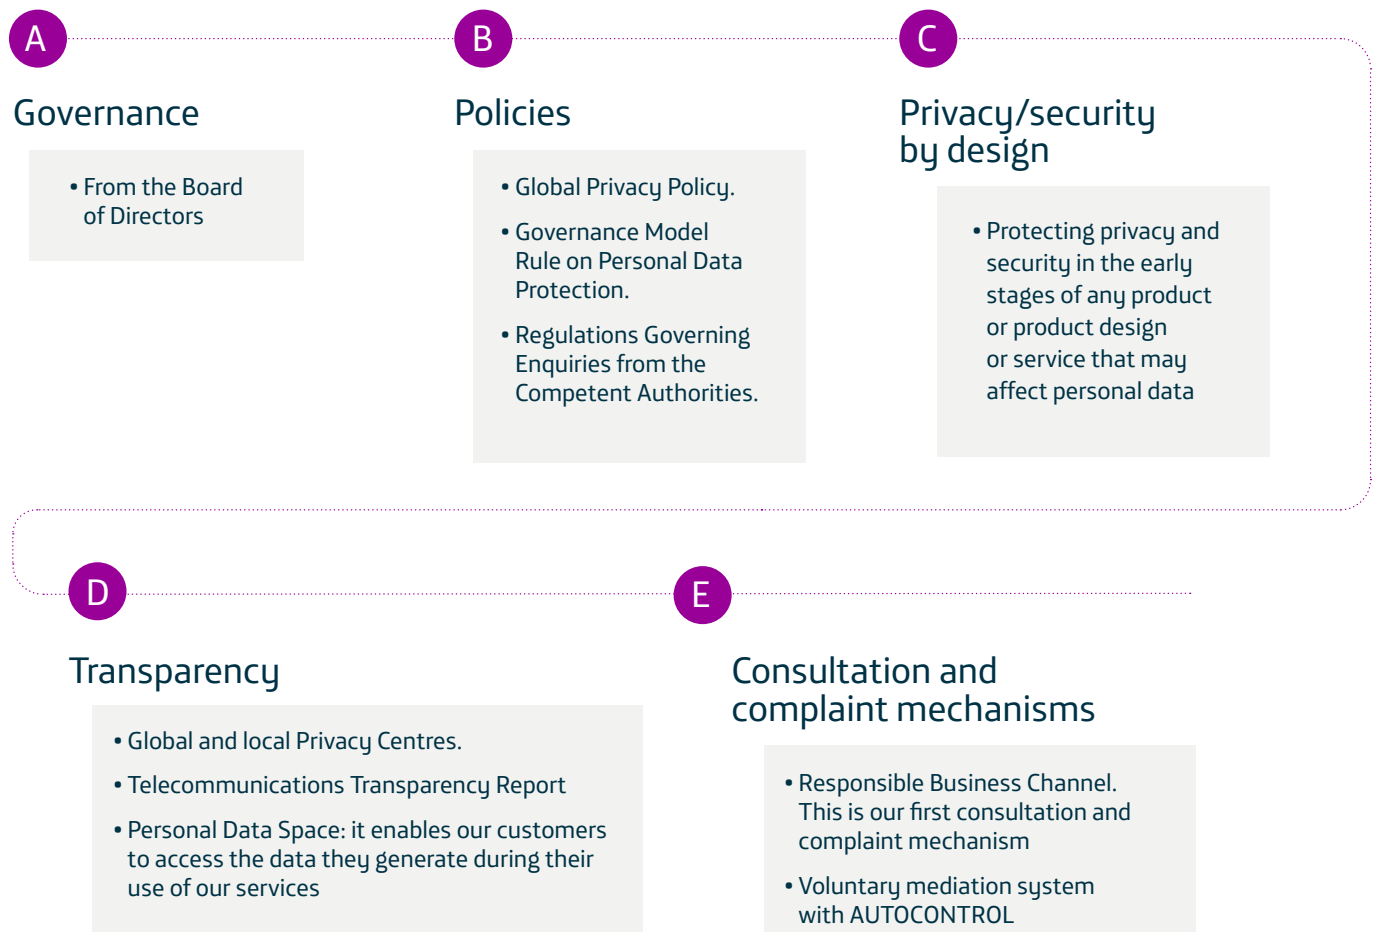 A
B
C
Governance
• From the Board
of Directors
Policies
• Global Privacy Policy.
• Governance Model
Rule on Personal Data
Protection.
• Regulations Governing
Enquiries from the
Competent Authorities.
Privacy/security
by design
• Protecting privacy and
security in the early
stages of any product
or product design
or service that may
affect personal data
D
E
Transparency
• Global and local Privacy Centres.
• Telecommunications Transparency Report
• Personal Data Space: it enables our customers
to access the data they generate during their
use of our services
Consultation and
complaint mechanisms
• Responsible Business Channel.
This is our first consultation and
complaint mechanism
• Voluntary mediation system
with AUTOCONTROL